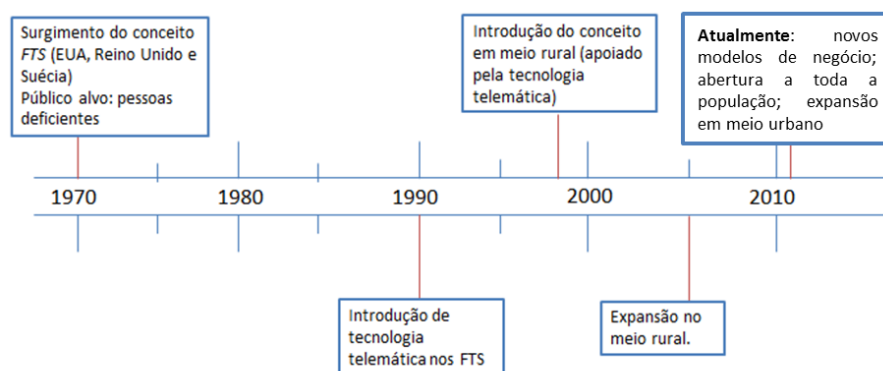 Surgimento do conceito
FTS (EUA, Reino Unido e
Suécia)
Público alvo: pessoas
deficientes
Introdução do conceito
em meio rural (apoiado
pela tecnologia
telemática)
Atualmente: novos
modelos de negócio;
abertura a toda a
população; expansão
em meio urbano
1970
1980
1990
2000
2010
Introdução de
tecnologia
telemática nos FTS
Expansão no
meio rural.